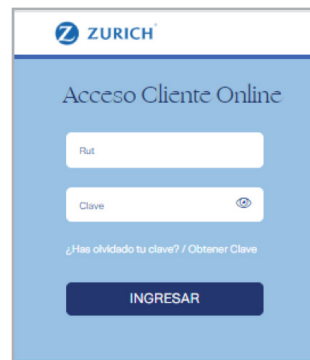 ZURICH
Acceso Cliente Online
Rut
Clave
¿Has olvidado tu clave? / Obtener Clave
INGRESAR